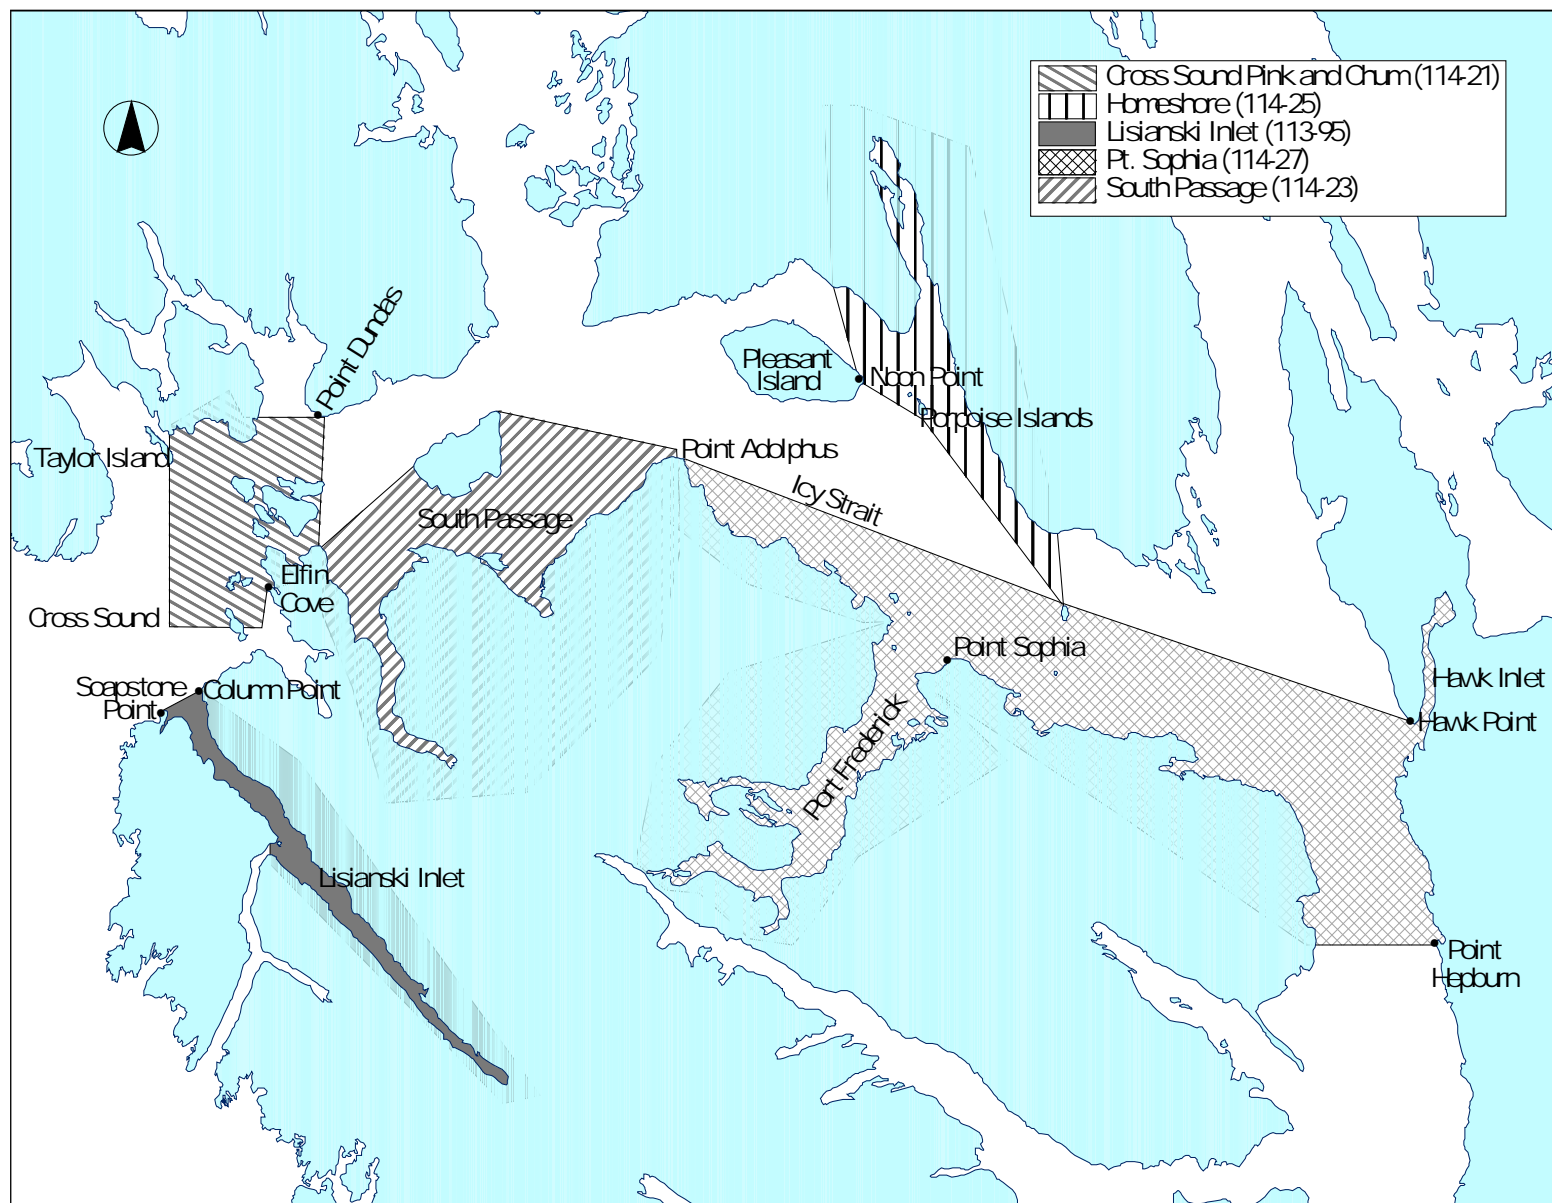 Cross Sound Pink and Chum (114-21)
Homeshore (114-25)
Lisianski Inlet (113-95)
Pt. Sophia (114-27)
South Passage (114-23)
Point Dundas
Pleasant
Island
Noon Point
Porpoise Islands
Taylor Island
Point Adolphus
Icy Strait
South Passage
Elfin
Cove
Cross Sound
Point Sophia
Soapstone
Point
Column Point
Hawk Inlet
Hawk Point
Port Frederick
Lisianski Inlet
Point
Hepburn